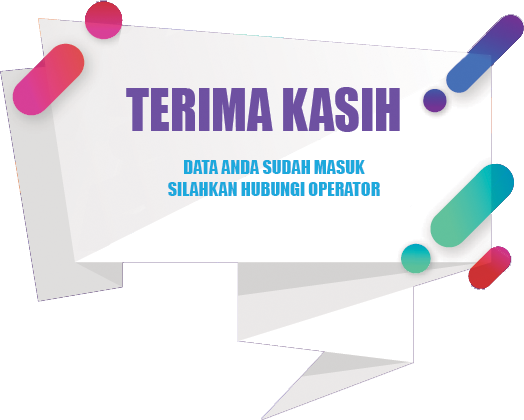 TERIMA KASIH
DATA ANDA SUDAH MASUK
SILAHKAN HUBUNGI OPERATOR